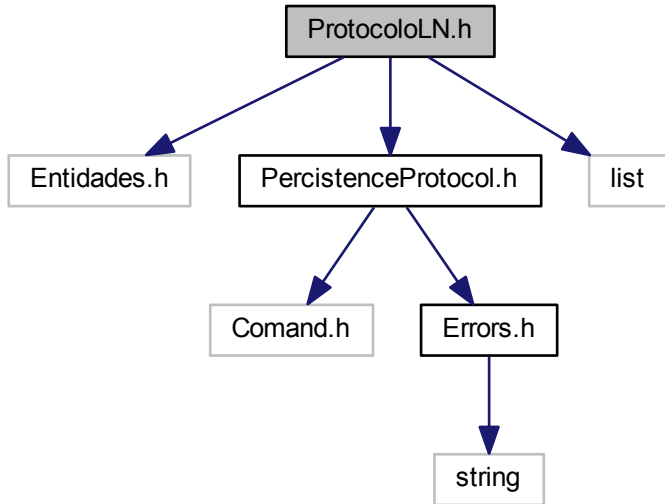 ProtocoloLN.h
Entidades.h
PercistenceProtocol.h
list
Comand.h
Errors.h
string